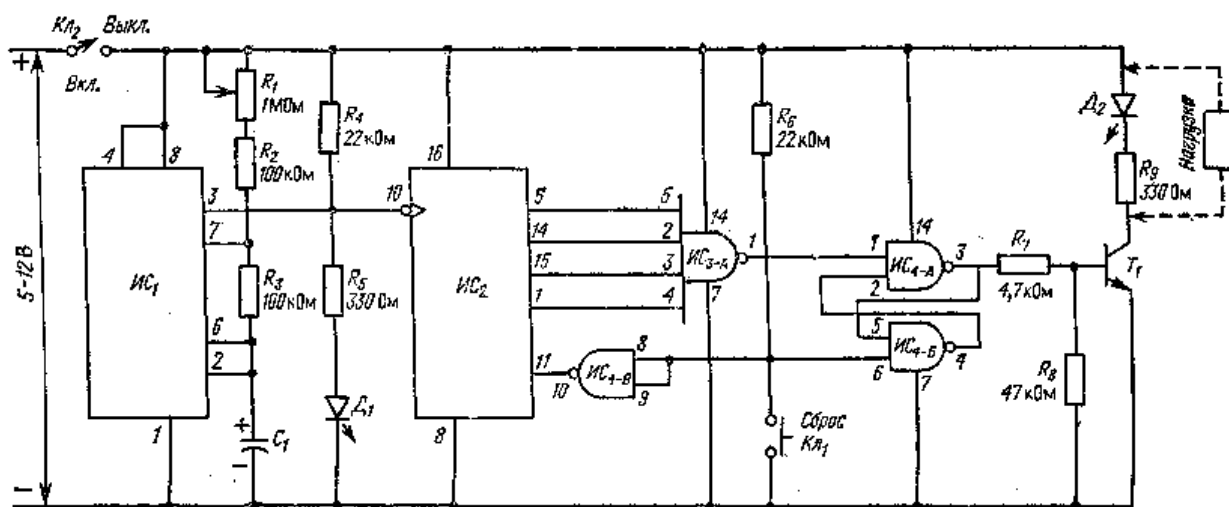 Кл₂ Выкл.
Вкл.
+
5-12В
−
4
8
R₁
1МОм
R₂
100кОм
3
7
ИС₁
R₃
100кОм
6
2
1
+
−
C₁
R₄
22кОм
R₅
330Ом
Д₁
16
10
ИС₂
5
14
15
1
11
8
6
2
3
4
14
ИС₃₋А
1
7
10
ИС₄₋В
8
9
R₆
22кОм
Сброс
Кл₁
1
2
14
ИС₄₋А
3
5
6
ИС₄₋Б
4
7
R₇
4,7кОм
R₈
47кОм
Т₁
Д₂
R₉
330Ом
Нагрузка